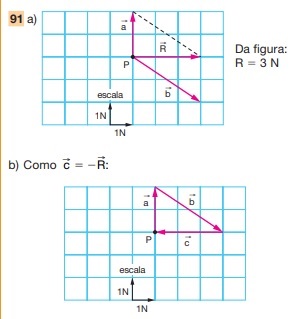 91 a)
a
R
Da figura:
R = 3 N
P
b
escala
1N
1N
b) Como c = –R:
a
b
P
c
escala
1N
1N